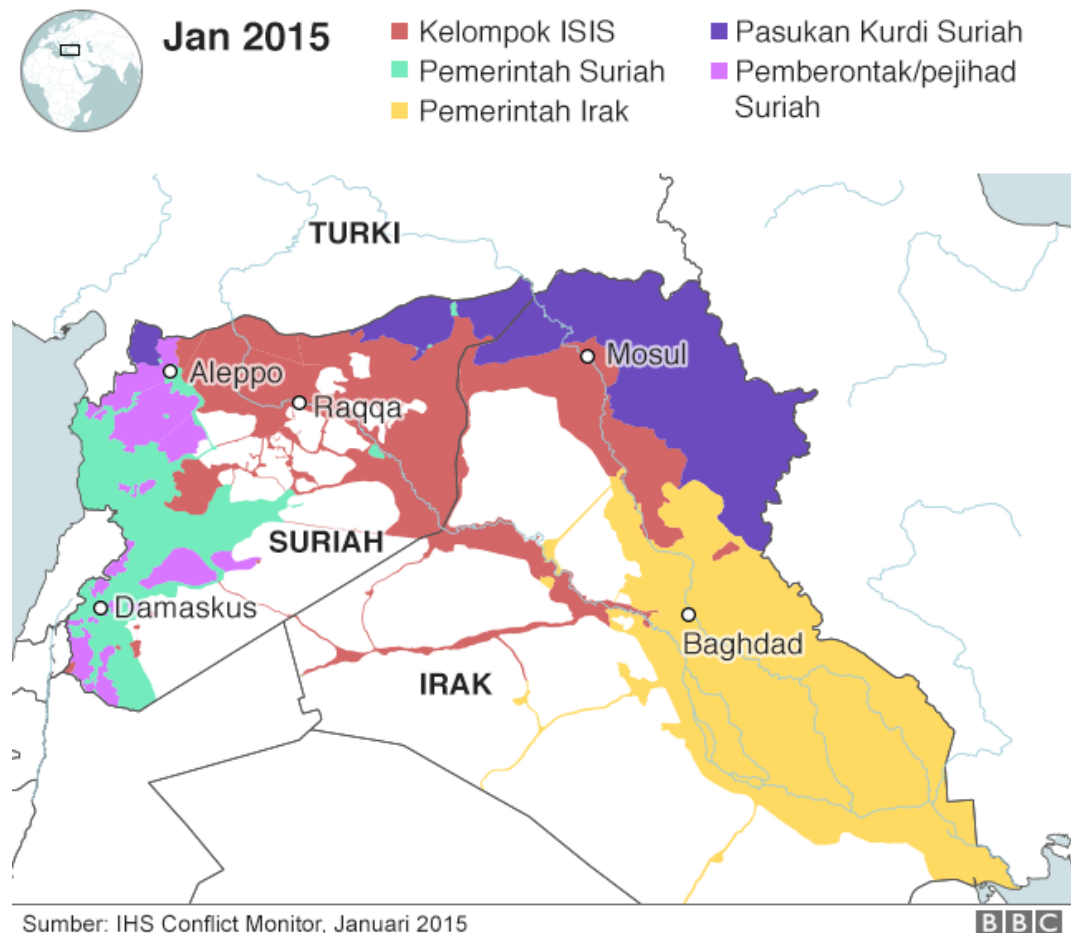 Jan 2015
Kelompok ISIS
Pemerintah Suriah
Pemerintah Irak
Pasukan Kurdi Suriah
Pemberontak/pejihad
Suriah
TURKI
Mosul
Aleppo
Raqqa
SURIAH
Damaskus
Baghdad
IRAK
Sumber: IHS Conflict Monitor, Januari 2015
BBC